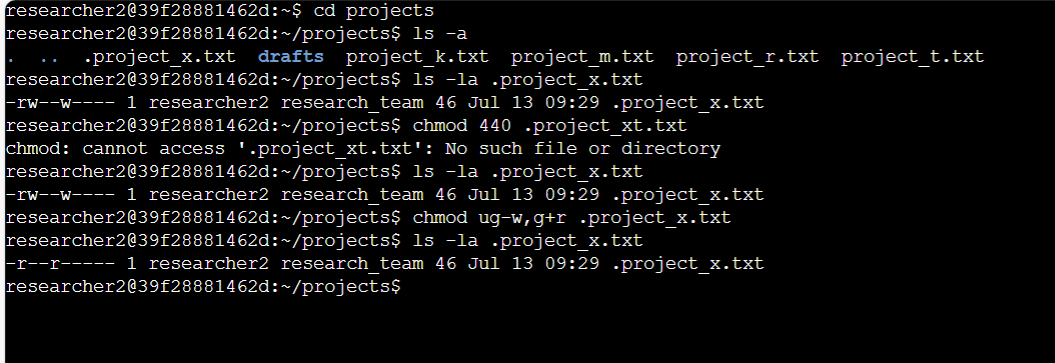 researcher2@39f28881462d:~$ cd projects
researcher2@39f28881462d:~/projects$ ls -a
.  ..  .project_x.txt  drafts  project_k.txt  project_m.txt  project_r.txt  project_t.txt
researcher2@39f28881462d:~/projects$ ls -la .project_x.txt
-rw--w---- 1 researcher2 research_team 46 Jul 13 09:29 .project_x.txt
researcher2@39f28881462d:~/projects$ chmod 440 .project_xt.txt
chmod: cannot access '.project_xt.txt': No such file or directory
researcher2@39f28881462d:~/projects$ ls -la .project_x.txt
-rw--w---- 1 researcher2 research_team 46 Jul 13 09:29 .project_x.txt
researcher2@39f28881462d:~/projects$ chmod ug-w,g+r .project_x.txt
researcher2@39f28881462d:~/projects$ ls -la .project_x.txt
-r--r----- 1 researcher2 research_team 46 Jul 13 09:29 .project_x.txt
researcher2@39f28881462d:~/projects$